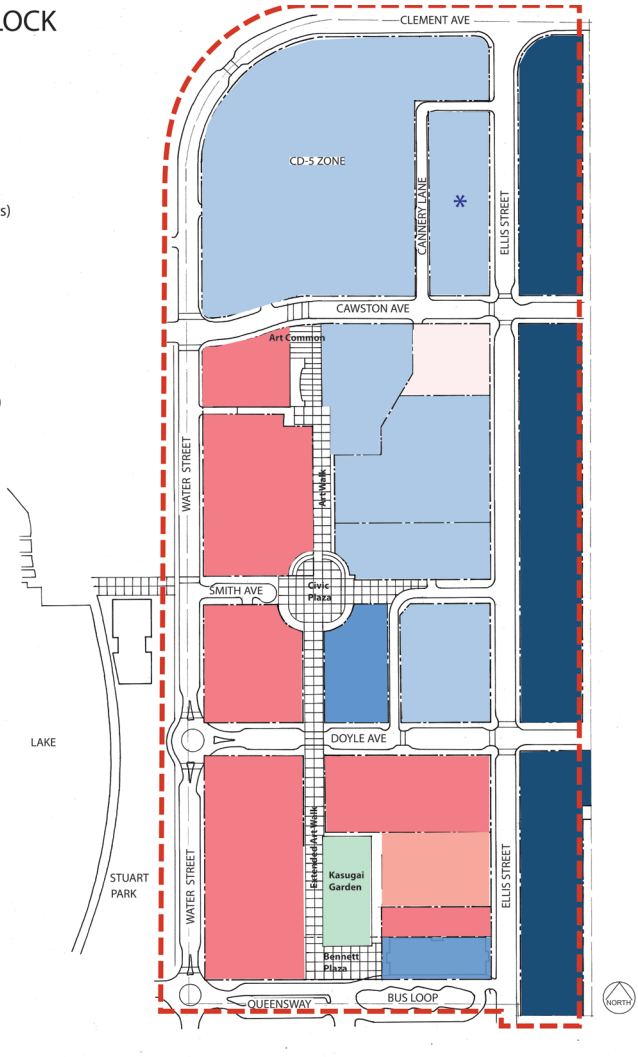 LOCK
CLEMENT AVE
CD-5 ZONE
s)
CANNERY LANE
*
ELLIS STREET
CAWSTON AVE
Art Common
)
WATER STREET
Art Walk
SMITH AVE
Civic
Plaza
LAKE
DOYLE AVE
Extended Art Walk
Kasugai
Garden
STUART
PARK
WATER STREET
ELLIS STREET
Bennett
Plaza
QUEENSWAY
BUS LOOP
NORTH